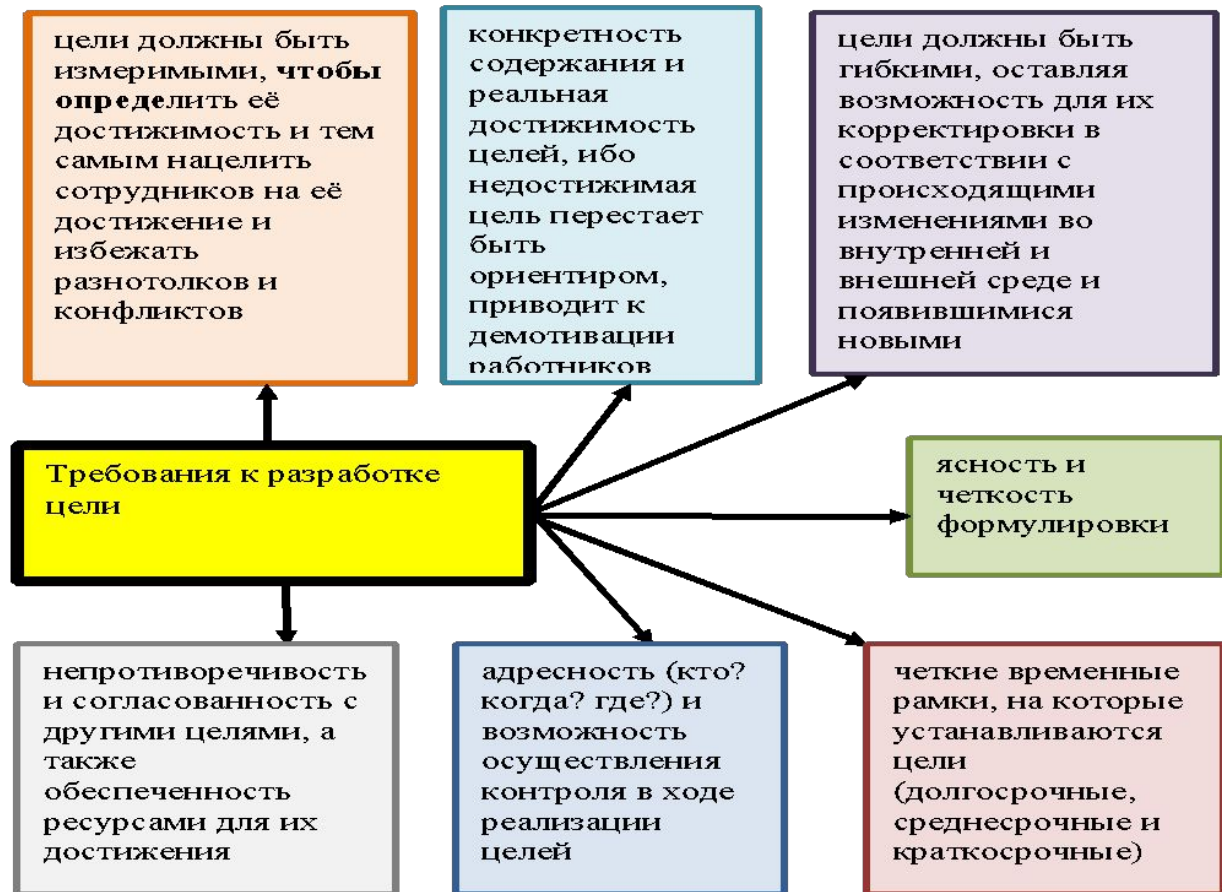 цели должны быть
измеримыми, чтобы
определить её
достижимость и тем
самым нацелить
сотрудников на её
достижение и
избежать
разнотолков и
конфликтов
конкретность
содержания и
реальная
достижимость
целей, ибо
недостижимая
цель перестает
быть
ориентиром,
приводит к
демотивации
работников
цели должны быть
гибкими, оставляя
возможность для их
корректировки в
соответствии с
происходящими
изменениями во
внутренней и
внешней среде и
появившимися
новыми
Требования к разработке
цели
ясность и
четкость
формулировки
непротиворечивость
и согласованность с
другими целями, а
также
обеспеченность
ресурсами для их
достижения
адресность (кто?
когда? где?) и
возможность
осуществления
контроля в ходе
реализации
целей
четкие временные
рамки, на которые
устанавливаются
цели
(долгосрочные,
среднесрочные и
краткосрочные)